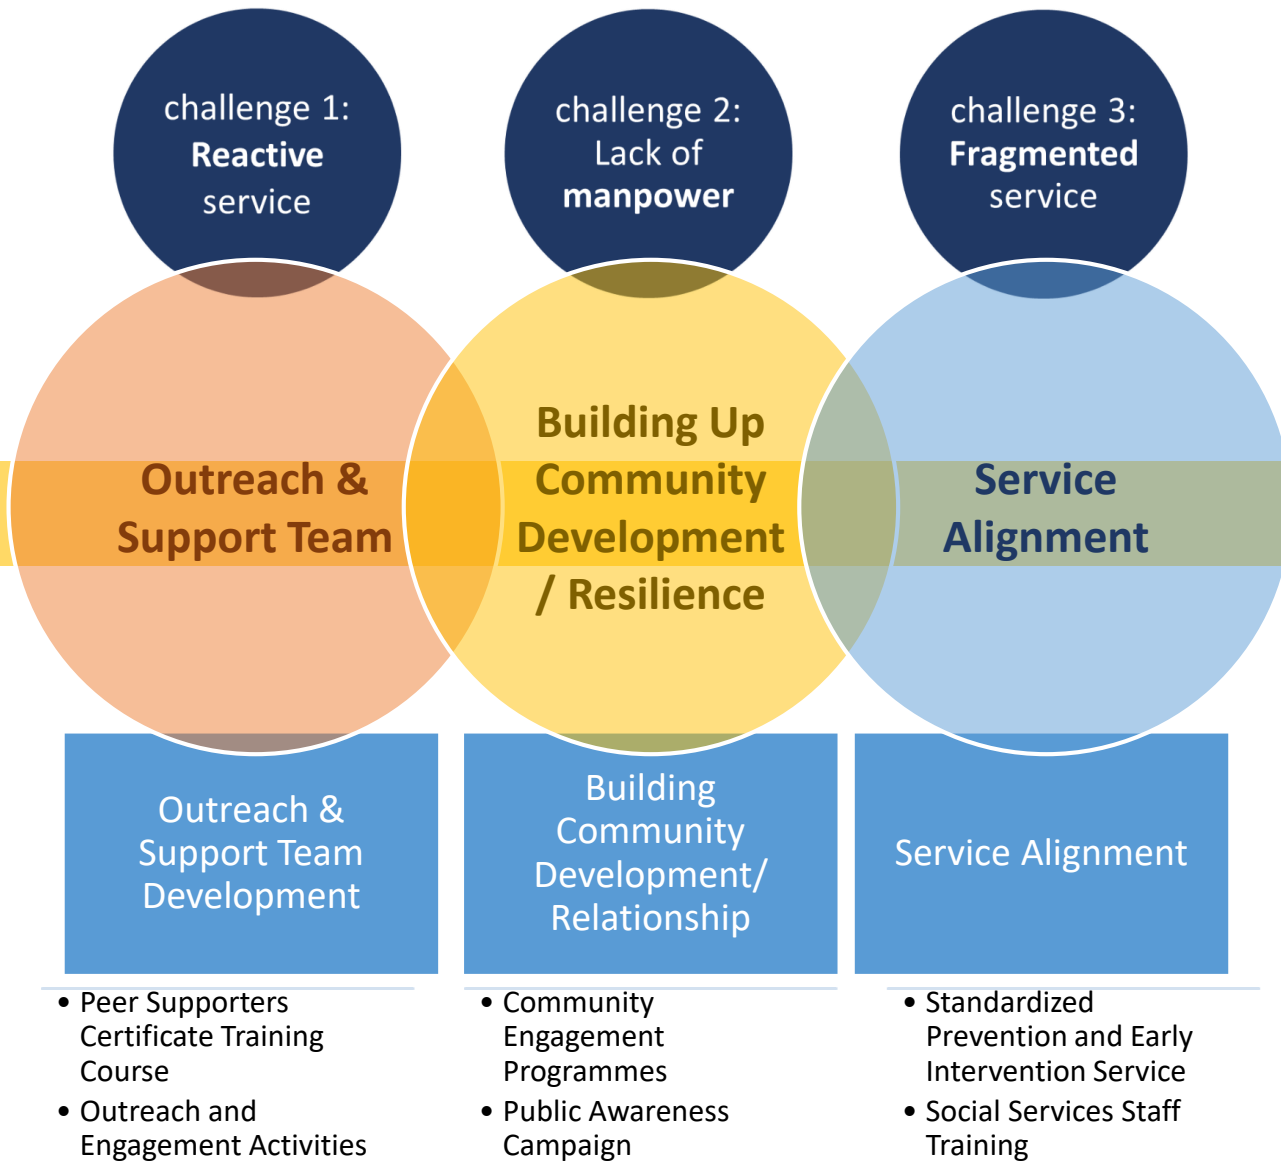 challenge 1:
Reactive
service
challenge 2:
Lack of
manpower
challenge 3:
Fragmented
service
Outreach &
Support Team
Building Up
Community
Development
/ Resilience
Service
Alignment
Outreach &
Support Team
Development
Building
Community
Development/
Relationship
Service Alignment
• Peer Supporters
Certificate Training
Course
• Outreach and
Engagement Activities
• Community
Engagement
Programmes
• Public Awareness
Campaign
• Standardized
Prevention and Early
Intervention Service
• Social Services Staff
Training